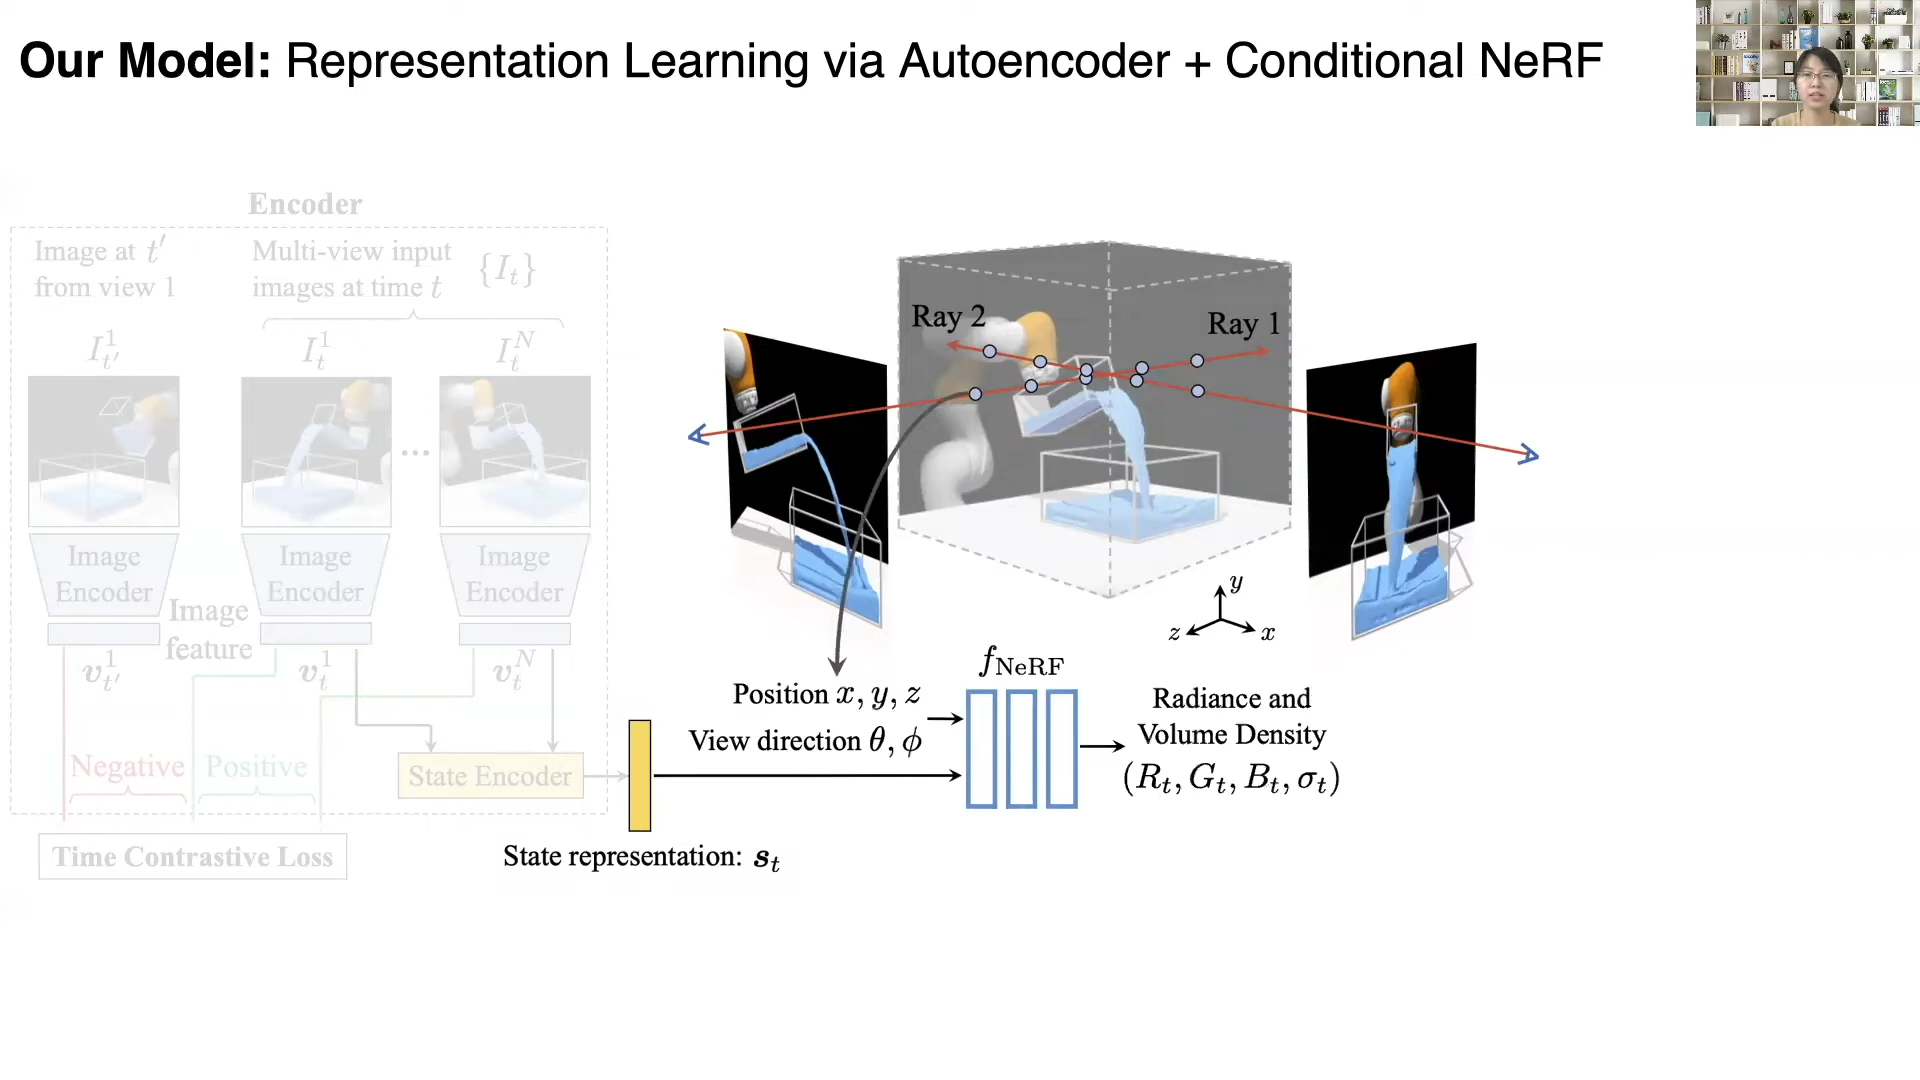 Our Model: Representation Learning via Autoencoder + Conditional NeRF
Encoder
Image at t′
from view 1
Multi-view input
images at time t
{I_t}
I^1_{t′}
I^1_t
I^N_t
...
Image
Encoder
Image
Encoder
Image
Encoder
Image
feature
v^1_{t′}
v^1_t
v^N_t
Negative
Positive
State Encoder
Time Contrastive Loss
State representation: s_t
Ray 2
Ray 1
y
z
x
Position x, y, z
View direction θ, ϕ
f_NeRF
Radiance and
Volume Density
(R_t, G_t, B_t, σ_t)